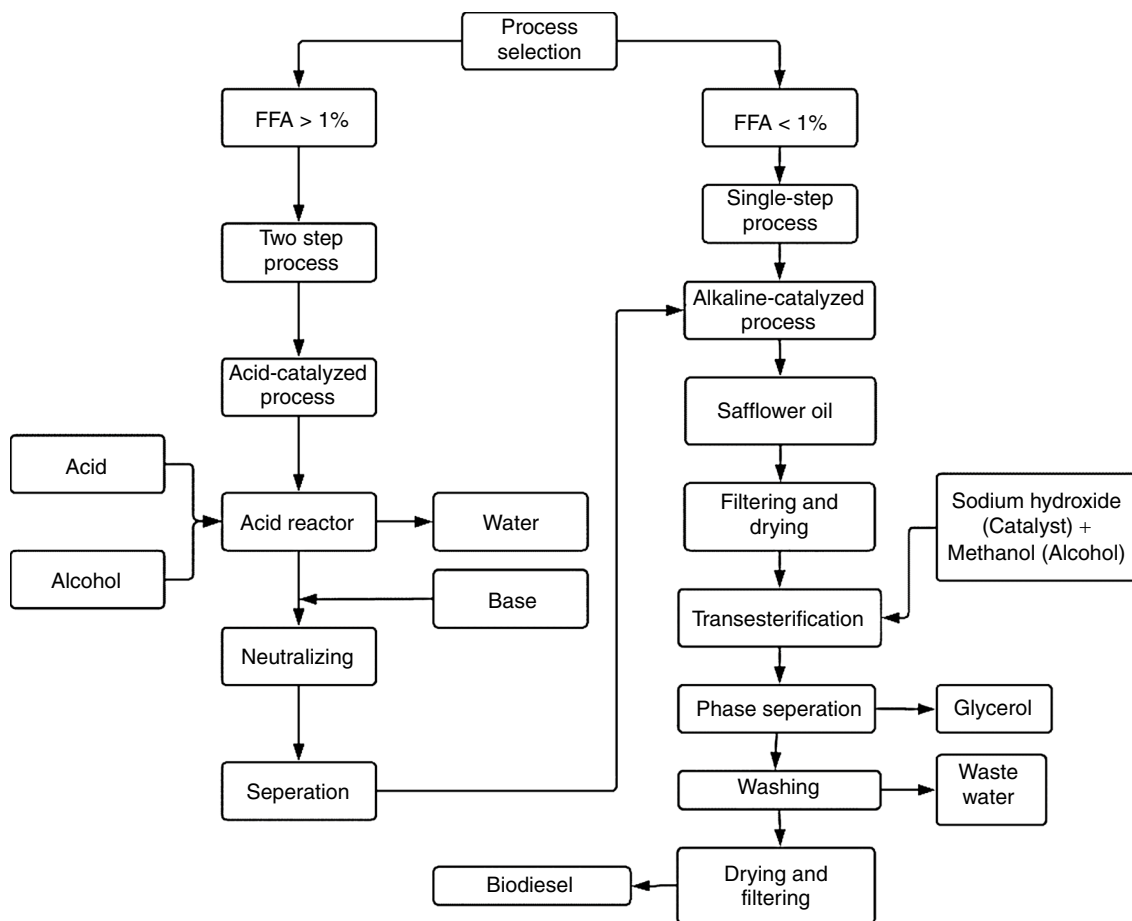 Process
selection
FFA > 1%
FFA < 1%
Two step
process
Single-step
process
Acid-catalyzed
process
Alkaline-catalyzed
process
Safflower oil
Acid
Alcohol
Acid reactor
Water
Base
Neutralizing
Seperation
Filtering and
drying
Sodium hydroxide
(Catalyst) +
Methanol (Alcohol)
Transesterification
Phase seperation
Glycerol
Washing
Waste
water
Drying and
filtering
Biodiesel